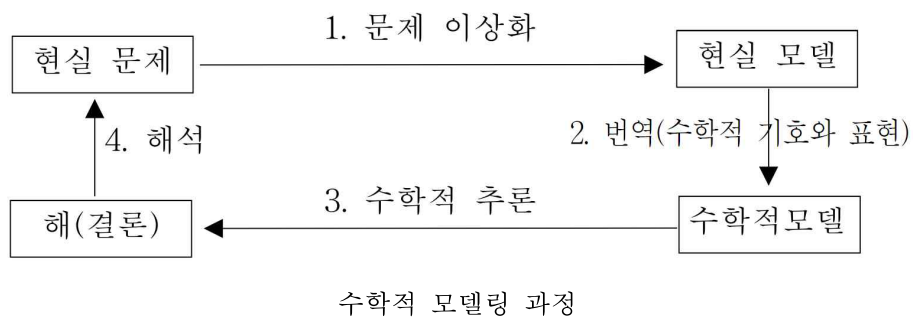 1. 문제 이상화
현실 문제
현실 모델
4. 해석
2. 번역(수학적 기호와 표현)
3. 수학적 추론
해(결론)
수학적모델
수학적 모델링 과정